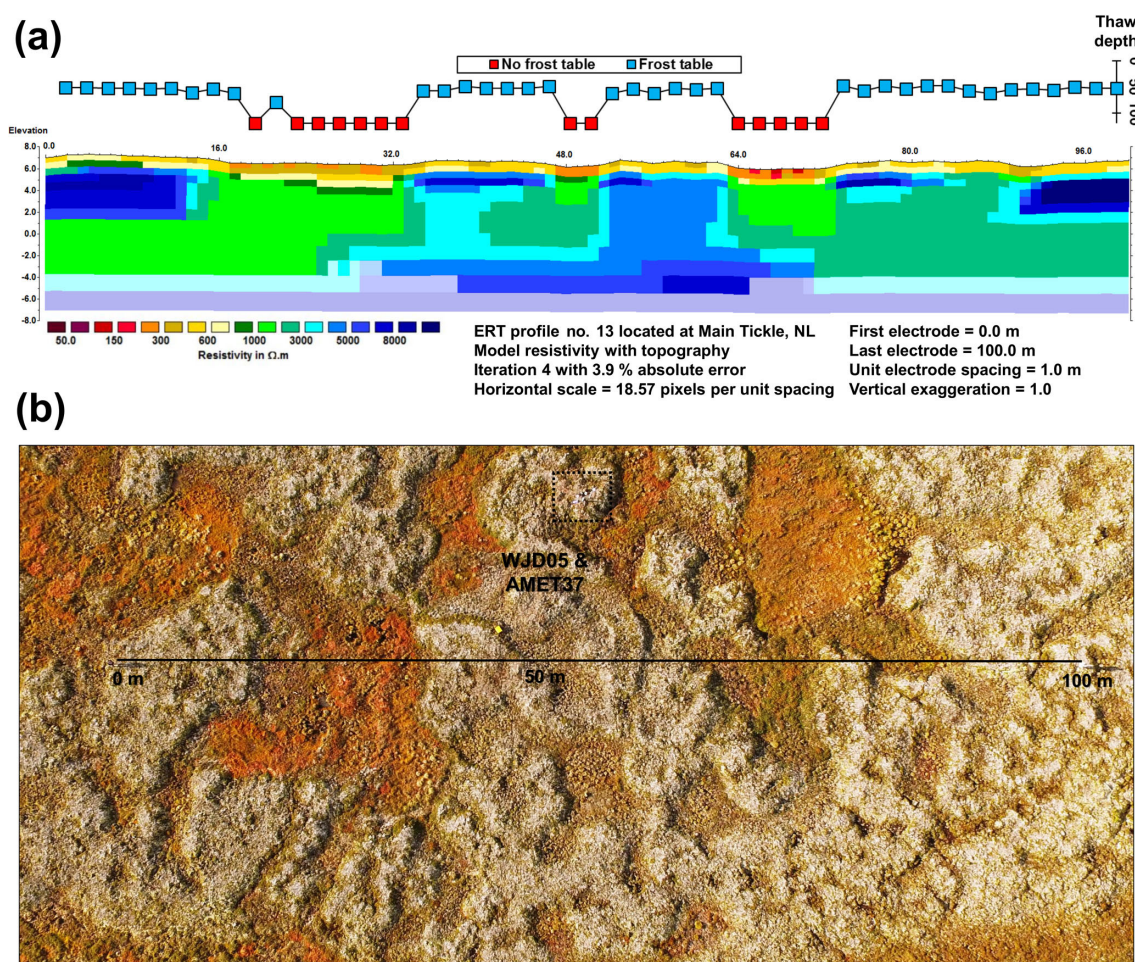 (a)
Thaw
depth
No frost table Frost table
0
50
100
Elevation
8.0 0.0 16.0 32.0 48.0 64.0 80.0 96.0
6.0
4.0
2.0
0.0
-2.0
-4.0
-6.0
-8.0
50.0 150 300 600 1000 3000 5000 8000
Resistivity in Ω.m
ERT profile no. 13 located at Main Tickle, NL
Model resistivity with topography
Iteration 4 with 3.9 % absolute error
Horizontal scale = 18.57 pixels per unit spacing
First electrode = 0.0 m
Last electrode = 100.0 m
Unit electrode spacing = 1.0 m
Vertical exaggeration = 1.0
(b)
WJD05 &
AMET37
0 m 50 m 100 m